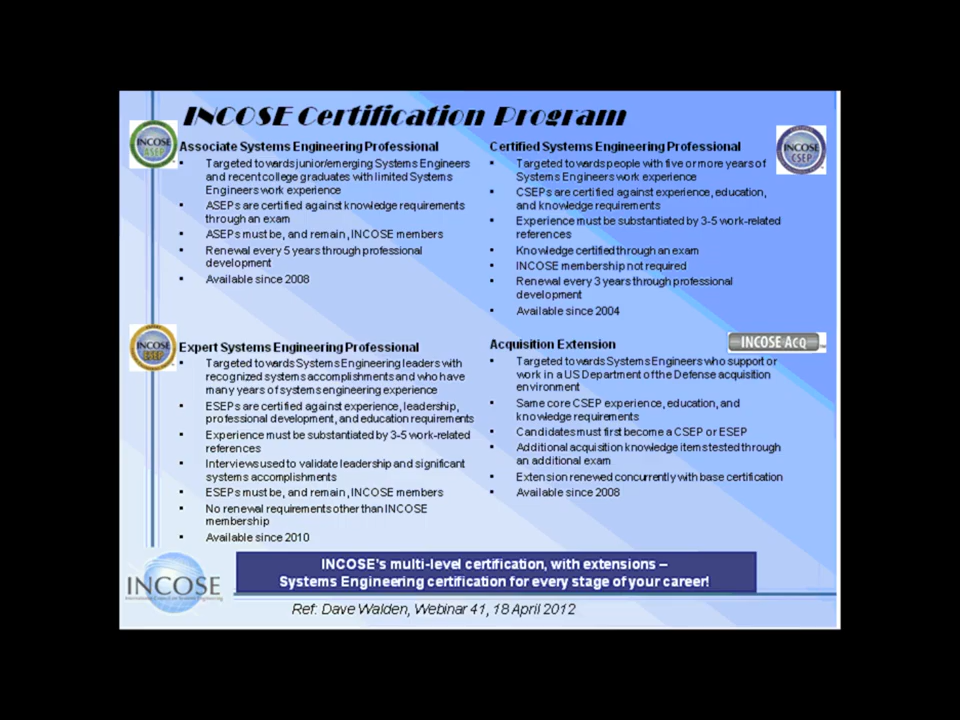 INCOSE Certification Program
INCOSE
ASEP
Associate Systems Engineering Professional
▪ Targeted towards junior/emerging Systems Engineers
and recent college graduates with limited Systems
Engineers work experience
▪ ASEPs are certified against knowledge requirements
through an exam
▪ ASEPs must be, and remain, INCOSE members
▪ Renewal every 5 years through professional
development
▪ Available since 2008
Certified Systems Engineering Professional
INCOSE
CSEP
▪ Targeted towards people with five or more years of
Systems Engineers work experience
▪ CSEPs are certified against experience, education,
and knowledge requirements
▪ Experience must be substantiated by 3-5 work-related
references
▪ Knowledge certified through an exam
▪ INCOSE membership not required
▪ Renewal every 3 years through professional
development
▪ Available since 2004
INCOSE
ESEP
Expert Systems Engineering Professional
▪ Targeted towards Systems Engineering leaders with
recognized systems accomplishments and who have
many years of systems engineering experience
▪ ESEPs are certified against experience, leadership,
professional development, and education requirements
▪ Experience must be substantiated by 3-5 work-related
references
▪ Interviews used to validate leadership and significant
systems accomplishments
▪ ESEPs must be, and remain, INCOSE members
▪ No renewal requirements other than INCOSE
membership
▪ Available since 2010
Acquisition Extension
INCOSE Acq
▪ Targeted towards Systems Engineers who support or
work in a US Department of the Defense acquisition
environment
▪ Same core CSEP experience, education, and
knowledge requirements
▪ Candidates must first become a CSEP or ESEP
▪ Additional acquisition knowledge items tested through
an additional exam
▪ Extension renewed concurrently with base certification
▪ Available since 2008
INCOSE
International Council on Systems Engineering
INCOSE's multi-level certification, with extensions –
Systems Engineering certification for every stage of your career!
Ref: Dave Walden, Webinar 41, 18 April 2012